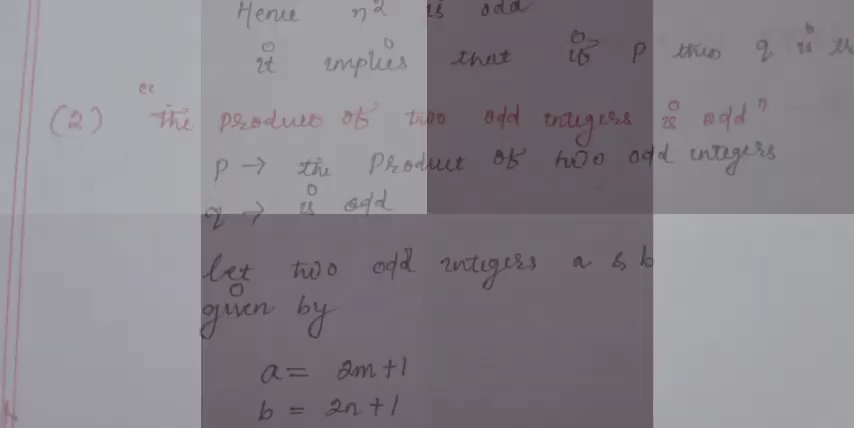 Hence n² is odd
it implies that if P then q is
(2) "the product of two odd integers is odd"
P → the product of two odd integers
q → is odd
let two odd integers a & b
given by
a = 2m+1
b = 2n+1